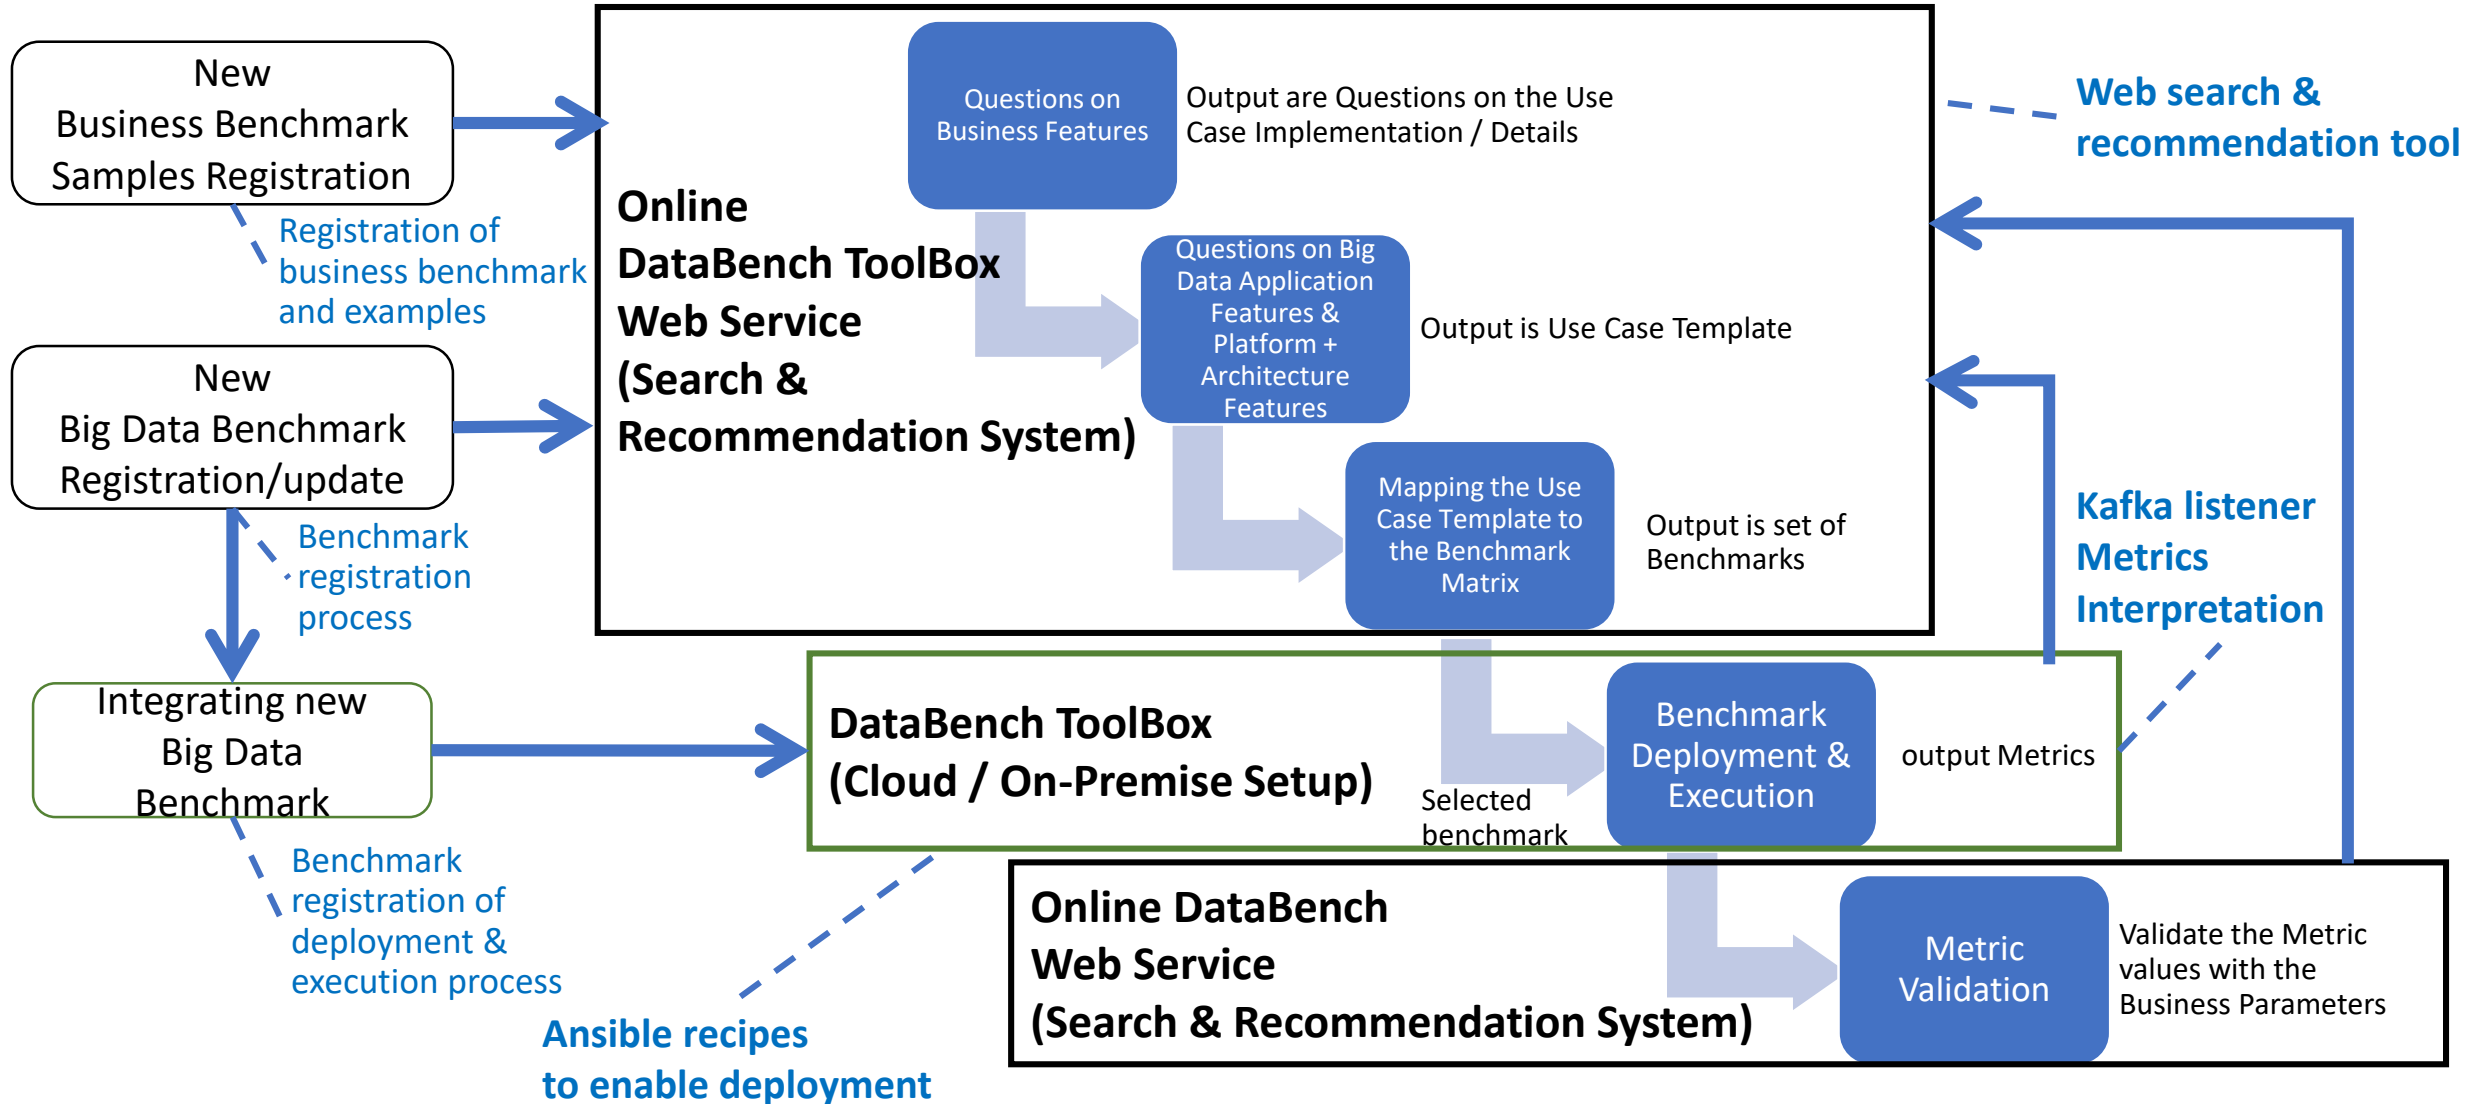 New
Business Benchmark
Samples Registration
Registration of
business benchmark
and examples
New
Big Data Benchmark
Registration/update
Benchmark
registration
process
Integrating new
Big Data
Benchmark
Benchmark
registration of
deployment &
execution process
Online
DataBench ToolBox
Web Service
(Search &
Recommendation System)
Questions on
Business Features
Output are Questions on the Use
Case Implementation / Details
Questions on Big
Data Application
Features &
Platform +
Architecture
Features
Output is Use Case Template
Mapping the Use
Case Template to
the Benchmark
Matrix
Output is set of
Benchmarks
Web search &
recommendation tool
Kafka listener
Metrics
Interpretation
DataBench ToolBox
(Cloud / On-Premise Setup)
Selected
benchmark
Benchmark
Deployment &
Execution
output Metrics
Ansible recipes
to enable deployment
Online DataBench
Web Service
(Search & Recommendation System)
Metric
Validation
Validate the Metric
values with the
Business Parameters